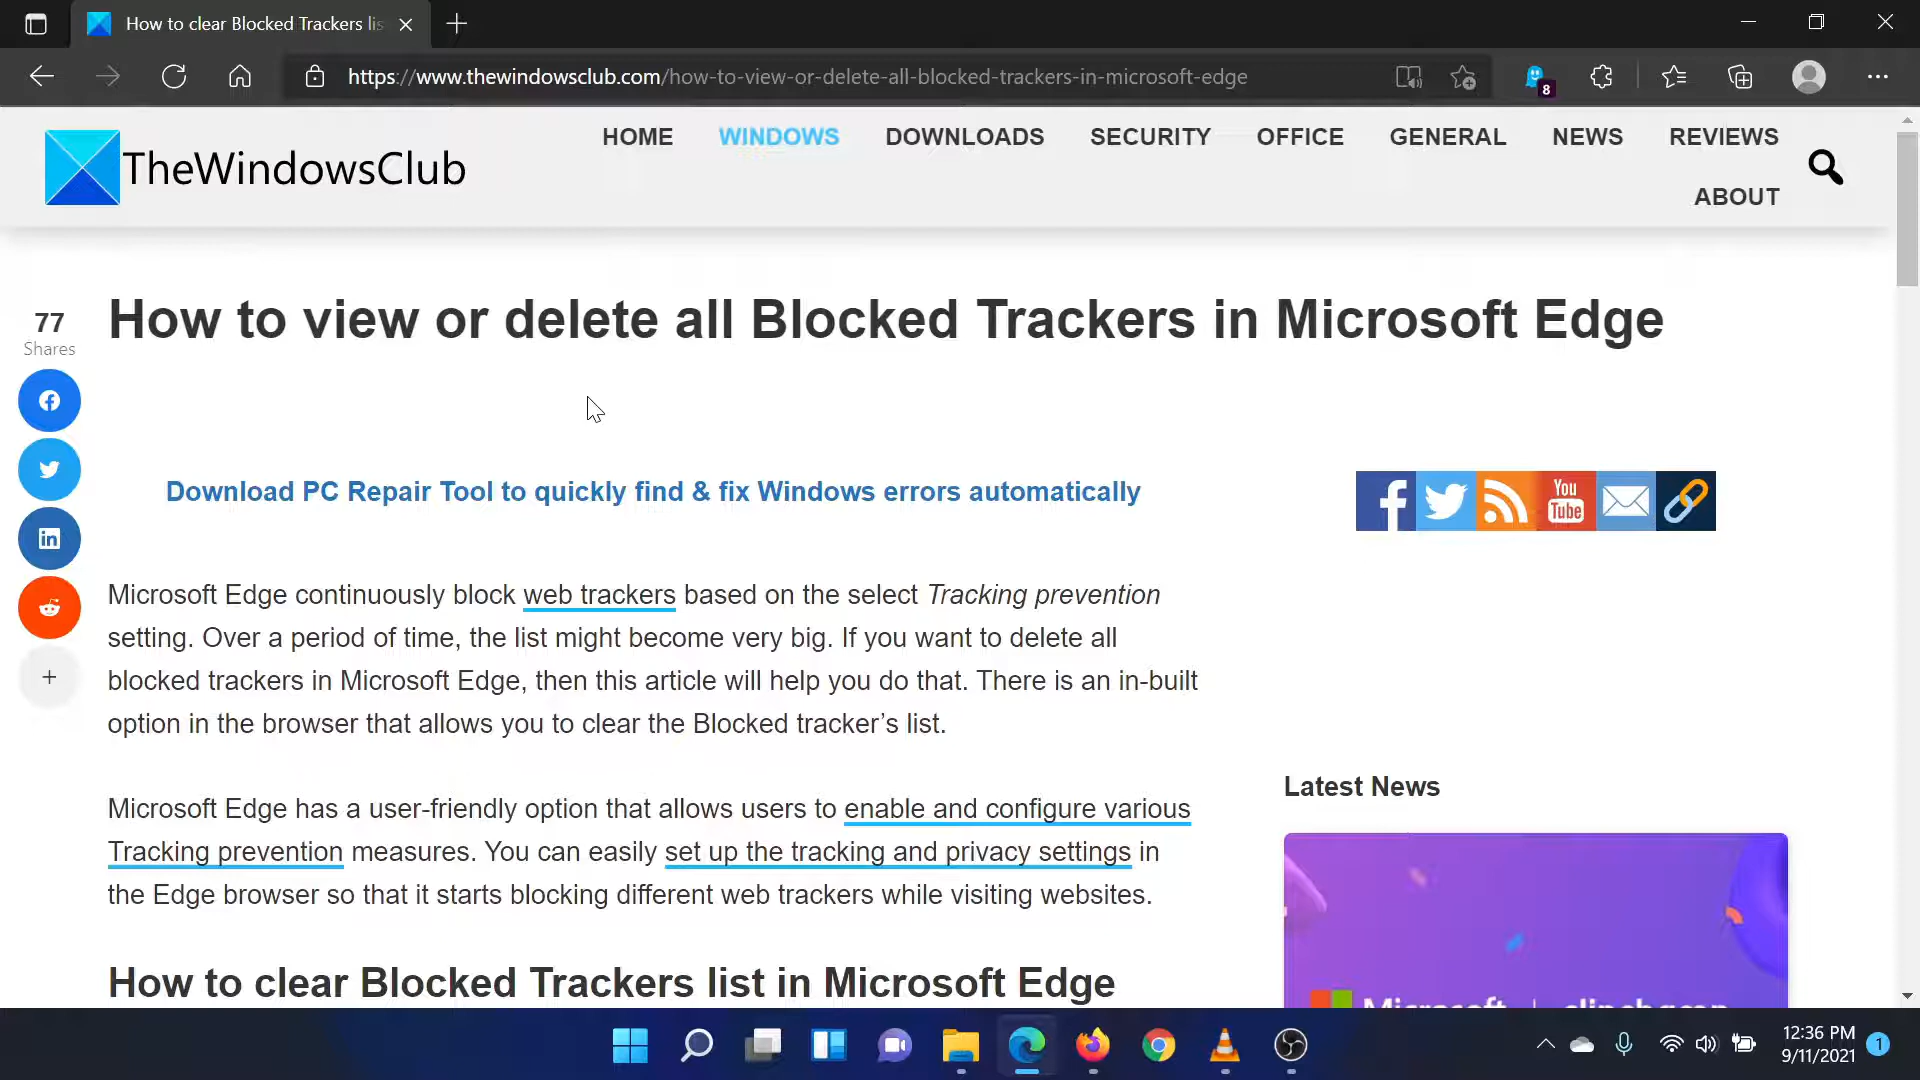 How to clear Blocked Trackers lis
https://www.thewindowsclub.com/how-to-view-or-delete-all-blocked-trackers-in-microsoft-edge
8
TheWindowsClub
HOME WINDOWS DOWNLOADS SECURITY OFFICE GENERAL NEWS REVIEWS
ABOUT
How to view or delete all Blocked Trackers in Microsoft Edge
77
Shares
Download PC Repair Tool to quickly find & fix Windows errors automatically
You
Tube
Microsoft Edge continuously block web trackers based on the select Tracking prevention
setting. Over a period of time, the list might become very big. If you want to delete all
blocked trackers in Microsoft Edge, then this article will help you do that. There is an in-built
option in the browser that allows you to clear the Blocked tracker’s list.
Latest News
Microsoft Edge has a user-friendly option that allows users to enable and configure various
Tracking prevention measures. You can easily set up the tracking and privacy settings in
the Edge browser so that it starts blocking different web trackers while visiting websites.
How to clear Blocked Trackers list in Microsoft Edge
Microsoft | clipchamp
12:36 PM
9/11/2021
1